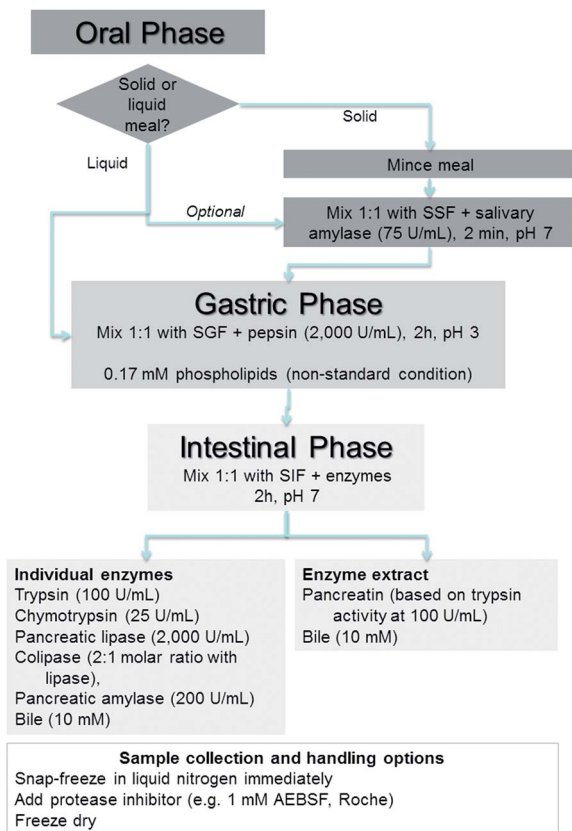 Oral Phase
Solid or
liquid
meal?
Solid
Liquid
Mince meal
Optional
Mix 1:1 with SSF + salivary
amylase (75 U/mL), 2 min, pH 7
Gastric Phase
Mix 1:1 with SGF + pepsin (2,000 U/mL), 2h, pH 3
0.17 mM phospholipids (non-standard condition)
Intestinal Phase
Mix 1:1 with SIF + enzymes
2h, pH 7
Individual enzymes
Trypsin (100 U/mL)
Chymotrypsin (25 U/mL)
Pancreatic lipase (2,000 U/mL)
Colipase (2:1 molar ratio with
lipase),
Pancreatic amylase (200 U/mL)
Bile (10 mM)
Enzyme extract
Pancreatin (based on trypsin
activity at 100 U/mL)
Bile (10 mM)
Sample collection and handling options
Snap-freeze in liquid nitrogen immediately
Add protease inhibitor (e.g. 1 mM AEBSF, Roche)
Freeze dry